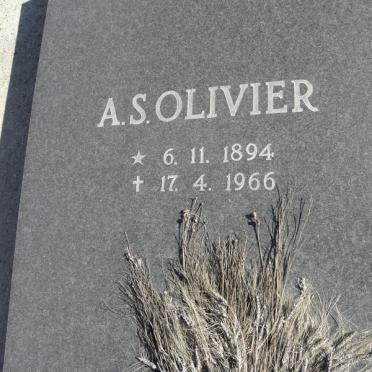 A.S. OLIVIER
★ 6. 11. 1894
✝ 17. 4. 1966